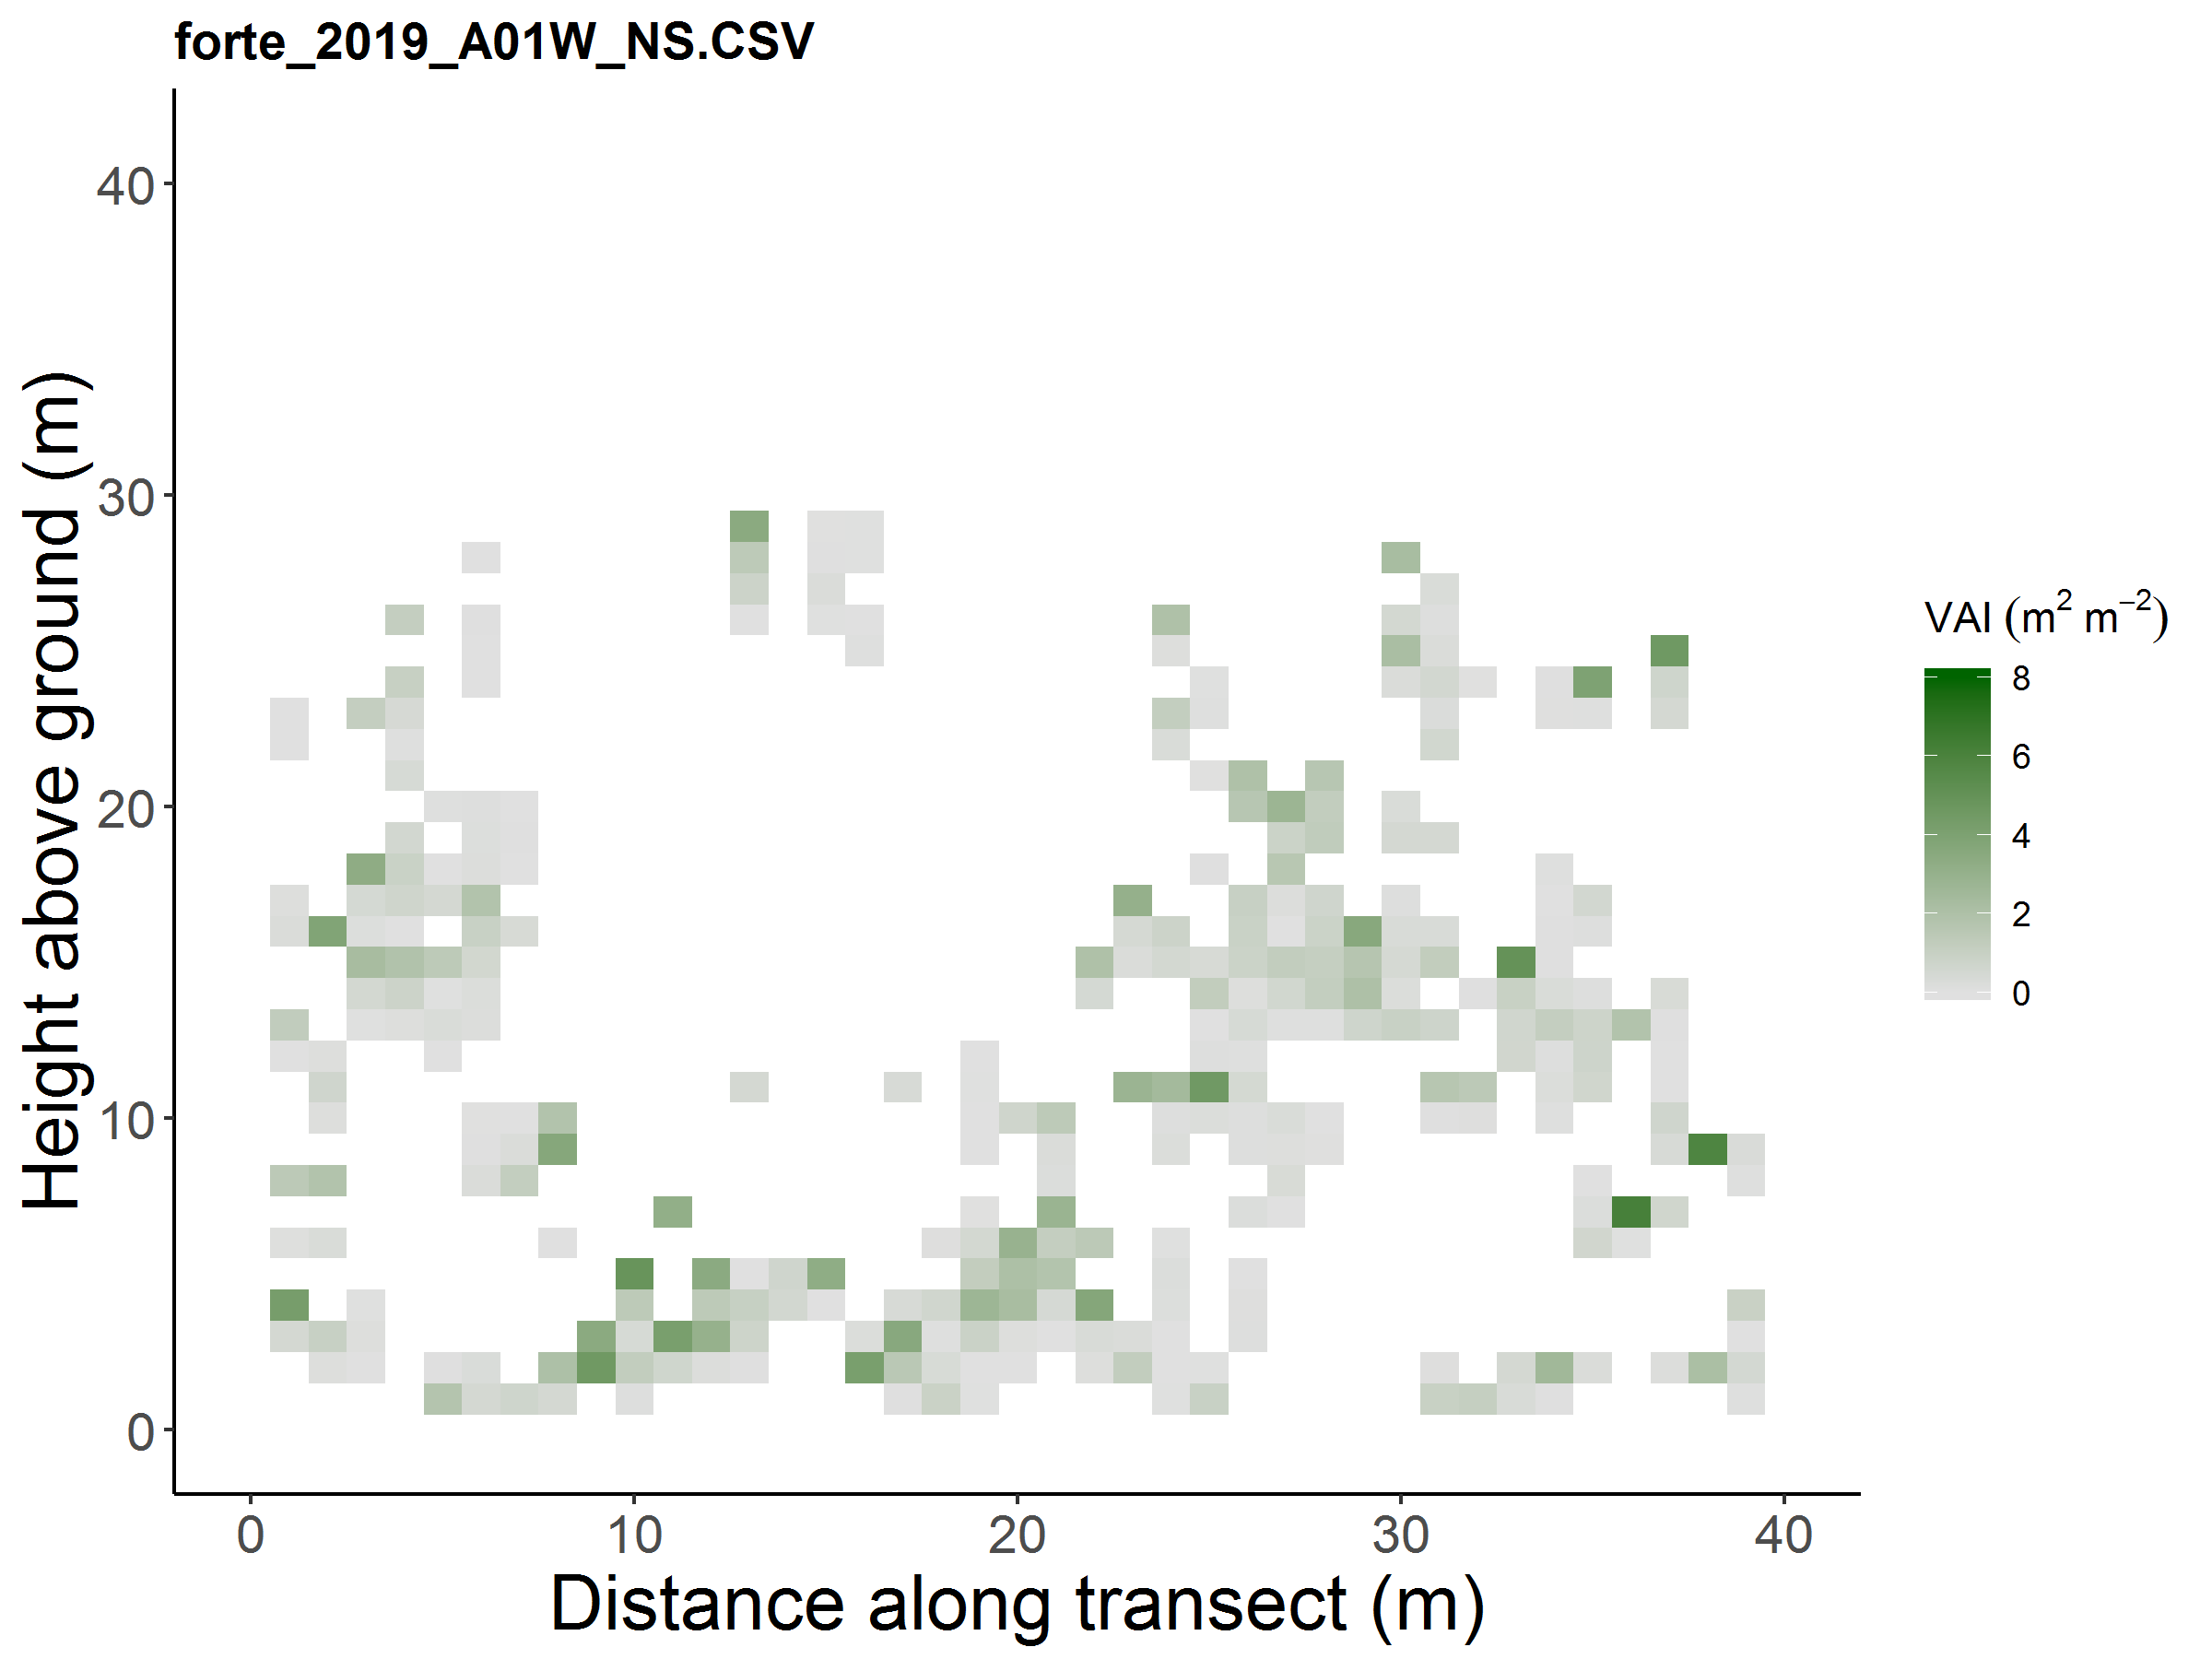 forte_2019_A01W_NS.CSV
Height above ground (m)
40
30
20
10
0
0 10 20 30 40
Distance along transect (m)
VAI (m² m⁻²)
8
6
4
2
0